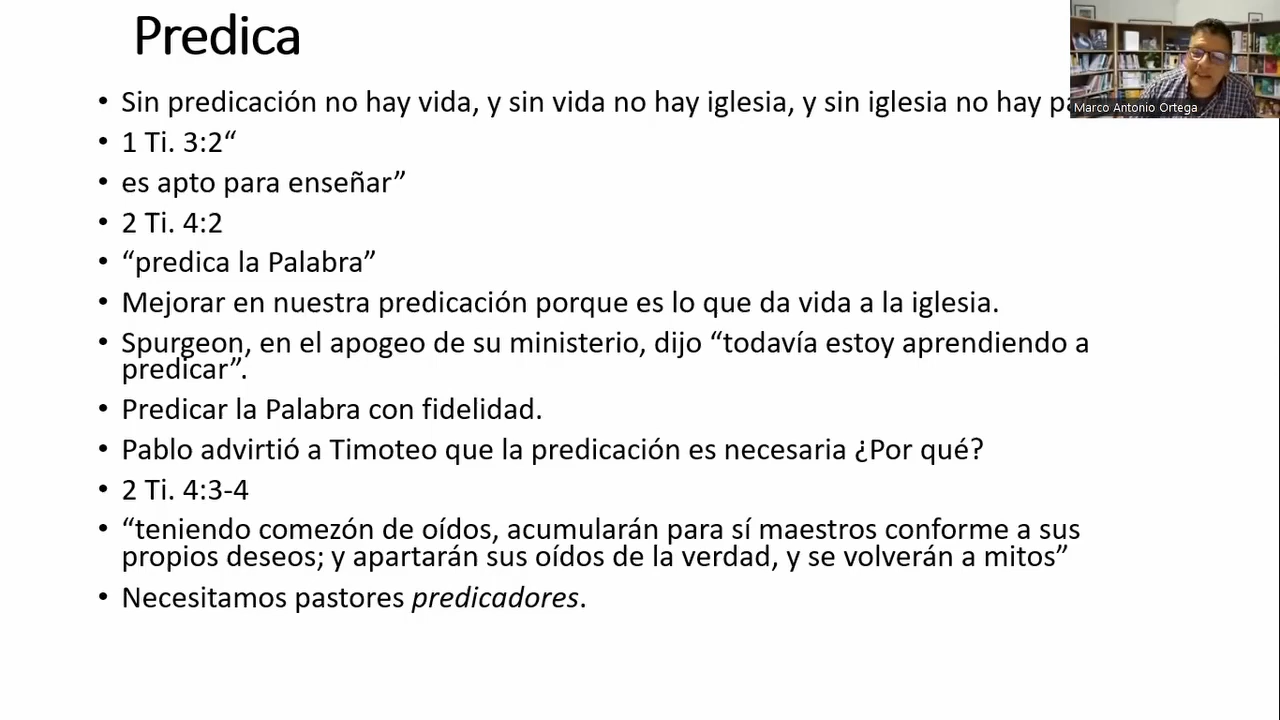 Predica
• Sin predicación no hay vida, y sin vida no hay iglesia, y sin iglesia no hay
Marco Antonio Ortega
• 1 Ti. 3:2“
• es apto para enseñar”
• 2 Ti. 4:2
• “predica la Palabra”
• Mejorar en nuestra predicación porque es lo que da vida a la iglesia.
• Spurgeon, en el apogeo de su ministerio, dijo “todavía estoy aprendiendo a
predicar”.
• Predicar la Palabra con fidelidad.
• Pablo advirtió a Timoteo que la predicación es necesaria ¿Por qué?
• 2 Ti. 4:3-4
• “teniendo comezón de oídos, acumularán para sí maestros conforme a sus
propios deseos; y apartarán sus oídos de la verdad, y se volverán a mitos”
• Necesitamos pastores predicadores.